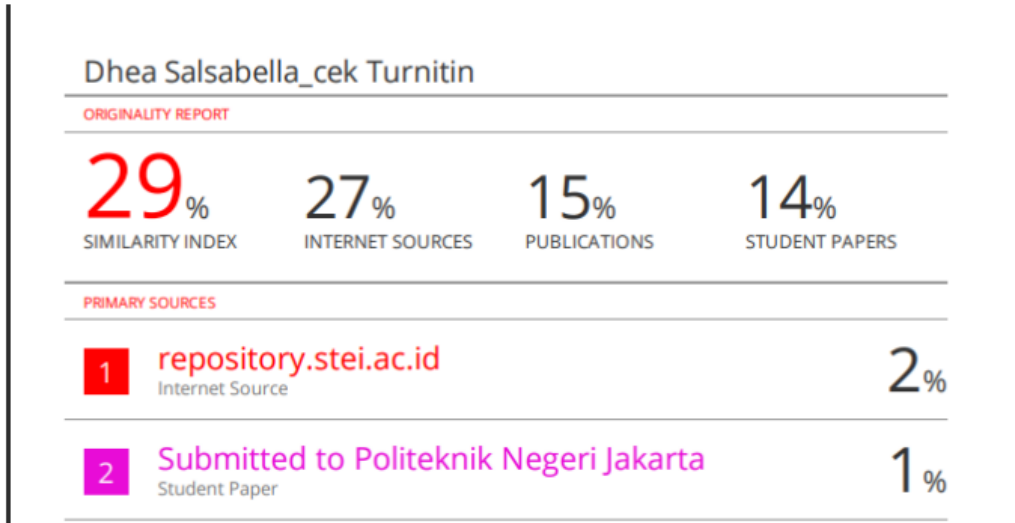 Dhea Salsabella_cek Turnitin
ORIGINALITY REPORT
29% 27% 15% 14%
SIMILARITY INDEX INTERNET SOURCES PUBLICATIONS STUDENT PAPERS
PRIMARY SOURCES
1 repository.stei.ac.id 2%
Internet Source
2 Submitted to Politeknik Negeri Jakarta 1%
Student Paper